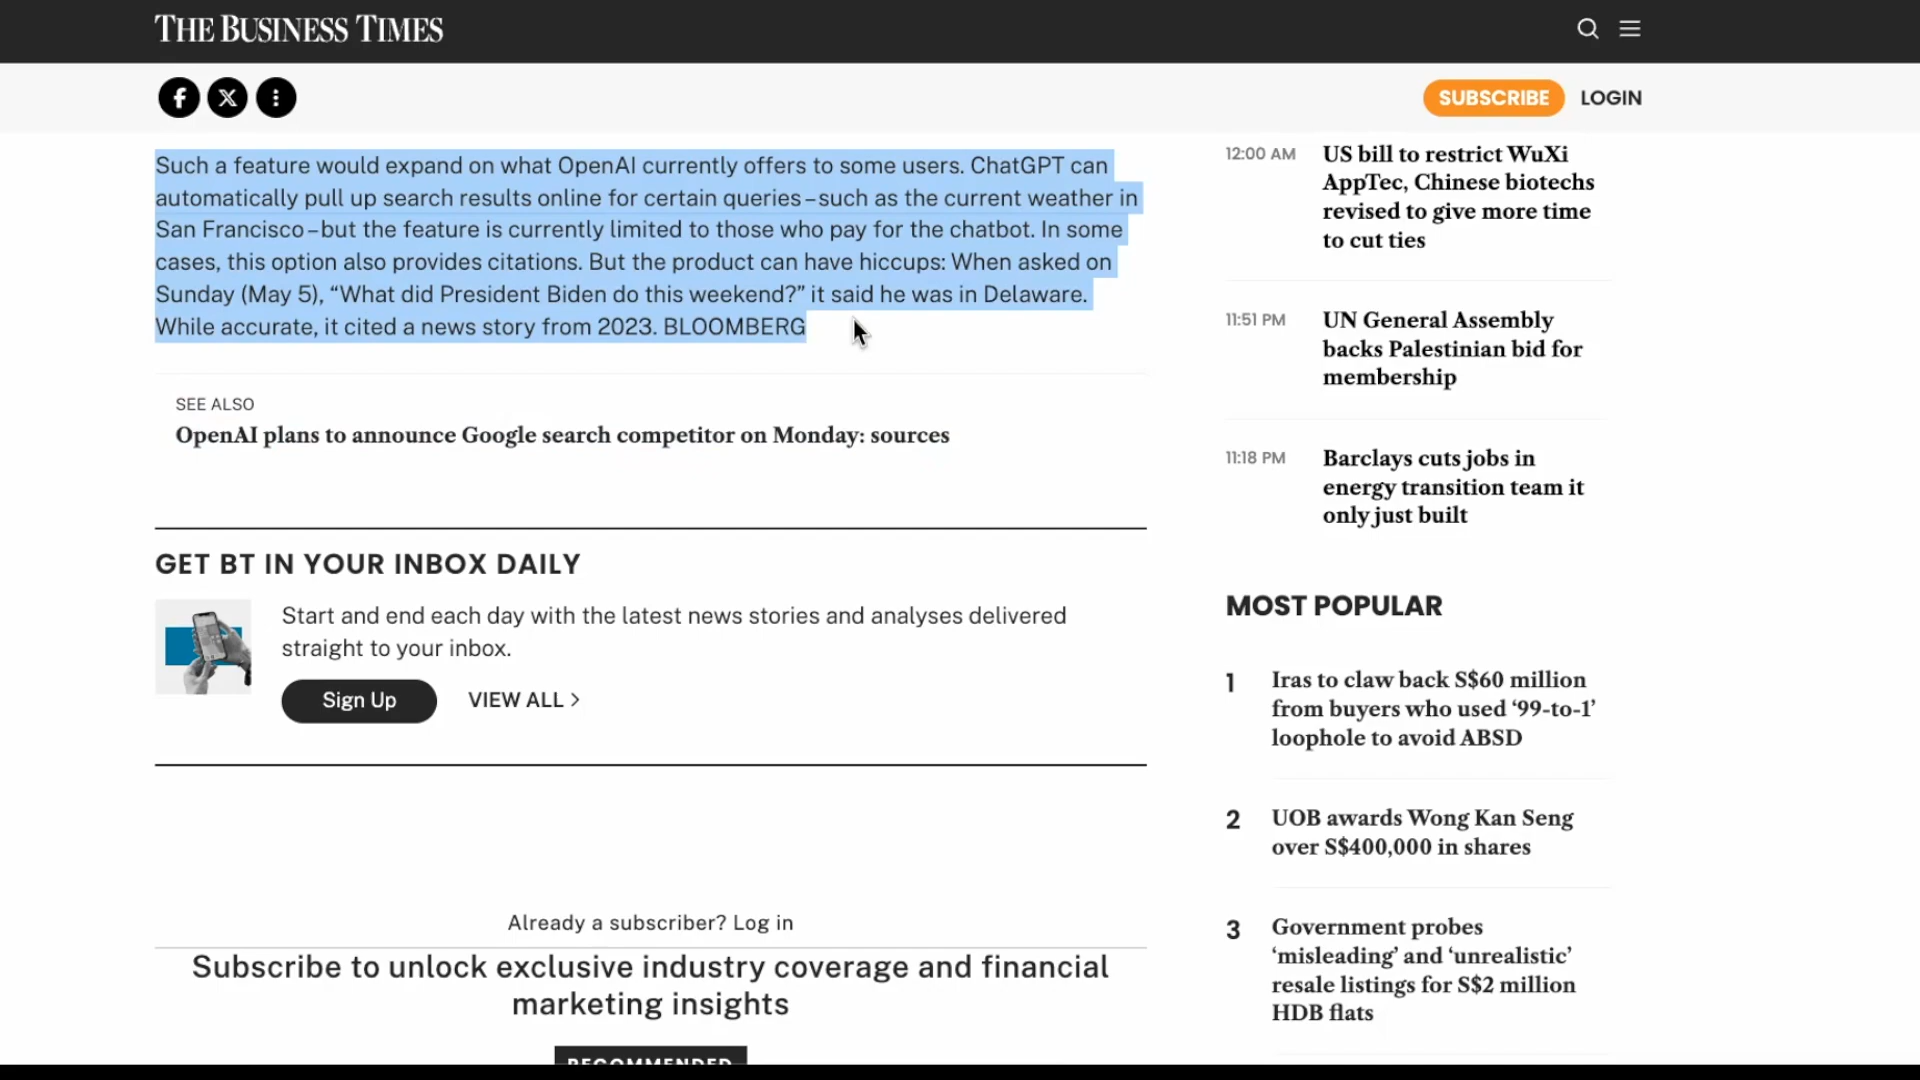 THE BUSINESS TIMES
SUBSCRIBE LOGIN
Such a feature would expand on what OpenAI currently offers to some users. ChatGPT can
automatically pull up search results online for certain queries – such as the current weather in
San Francisco – but the feature is currently limited to those who pay for the chatbot. In some
cases, this option also provides citations. But the product can have hiccups: When asked on
Sunday (May 5), “What did President Biden do this weekend?” it said he was in Delaware.
While accurate, it cited a news story from 2023. BLOOMBERG
SEE ALSO
OpenAI plans to announce Google search competitor on Monday: sources
GET BT IN YOUR INBOX DAILY
Start and end each day with the latest news stories and analyses delivered
straight to your inbox.
Sign Up VIEW ALL >
Already a subscriber? Log in
Subscribe to unlock exclusive industry coverage and financial
marketing insights
RECOMMENDED
12:00 AM US bill to restrict WuXi
AppTec, Chinese biotechs
revised to give more time
to cut ties
11:51 PM UN General Assembly
backs Palestinian bid for
membership
11:18 PM Barclays cuts jobs in
energy transition team it
only just built
MOST POPULAR
1 Iras to claw back S$60 million
from buyers who used ‘99-to-1’
loophole to avoid ABSD
2 UOB awards Wong Kan Seng
over S$400,000 in shares
3 Government probes
‘misleading’ and ‘unrealistic’
resale listings for S$2 million
HDB flats